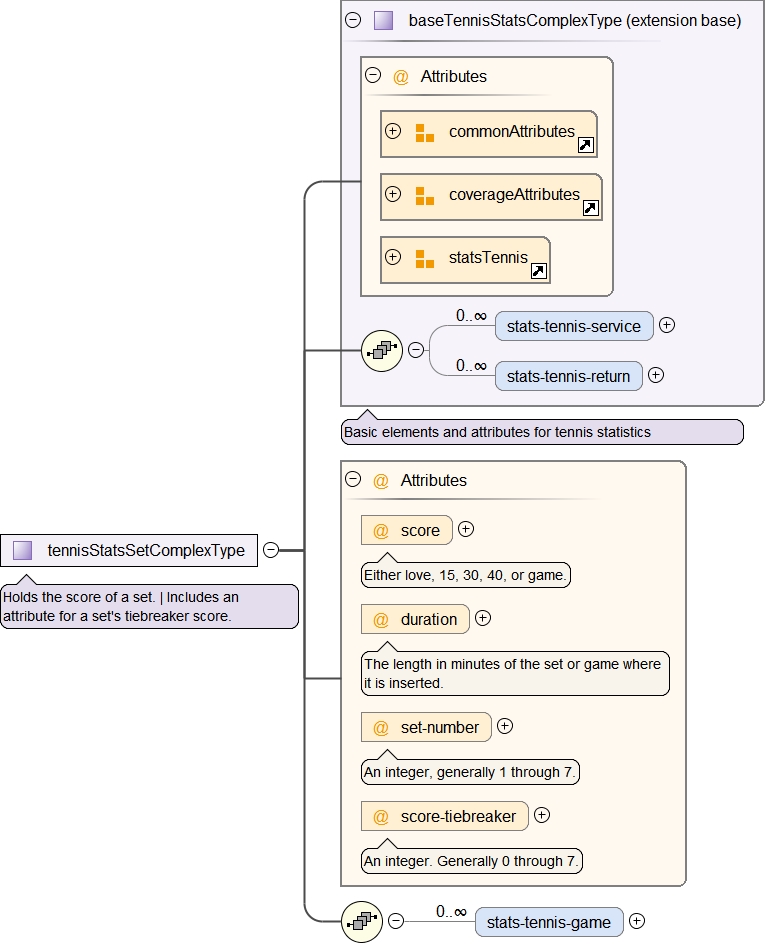 baseTennisStatsComplexType (extension base)
@ Attributes
commonAttributes
coverageAttributes
statsTennis
0..∞
stats-tennis-service
0..∞
stats-tennis-return
Basic elements and attributes for tennis statistics
@ Attributes
@ score
Either love, 15, 30, 40, or game.
@ duration
The length in minutes of the set or game where
it is inserted.
@ set-number
An integer, generally 1 through 7.
@ score-tiebreaker
An integer. Generally 0 through 7.
tennisStatsSetComplexType
Holds the score of a set. | Includes an
attribute for a set's tiebreaker score.
0..∞
stats-tennis-game